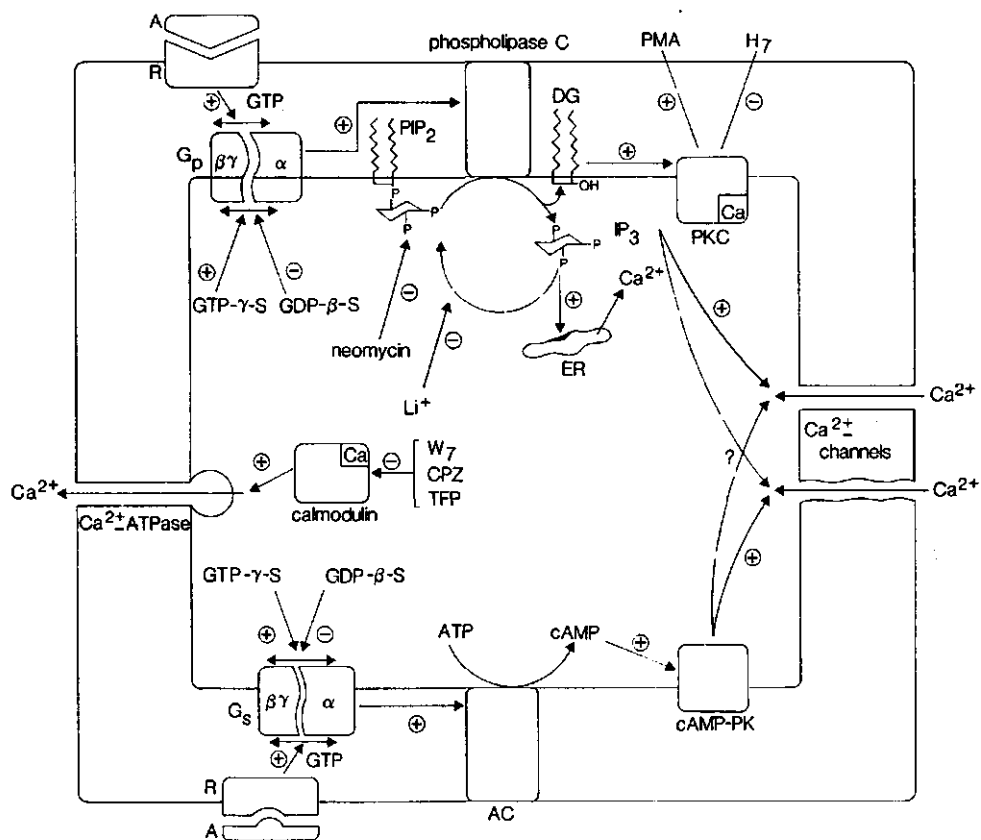 A
R
⊕
GTP
Gp
βγ
α
⊕
⊖
GTP-γ-S
GDP-β-S
⊕
PIP2
P
P
P
phospholipase C
DG
OH
⊕
PMA
H7
⊕
⊖
Ca
PKC
P
P
P
IP3
Ca2+
⊕
ER
⊖
neomycin
⊖
Li+
⊕
Ca2+
Ca2+
channels
Ca2+
?
⊕
Ca2+
Ca2+-ATPase
⊕
Ca
calmodulin
⊖
W7
CPZ
TFP
GTP-γ-S
GDP-β-S
⊕
⊖
Gs
βγ
α
⊕
GTP
⊕
R
A
ATP
cAMP
⊕
AC
cAMP-PK